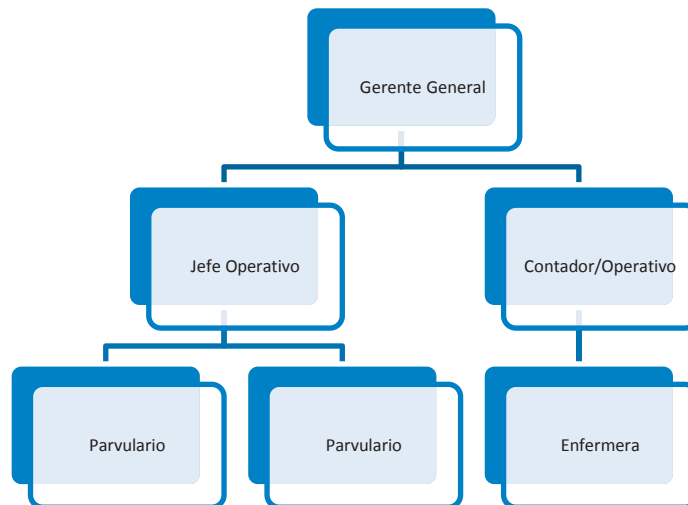 Gerente General
Jefe Operativo
Contador/Operativo
Parvulario
Parvulario
Enfermera